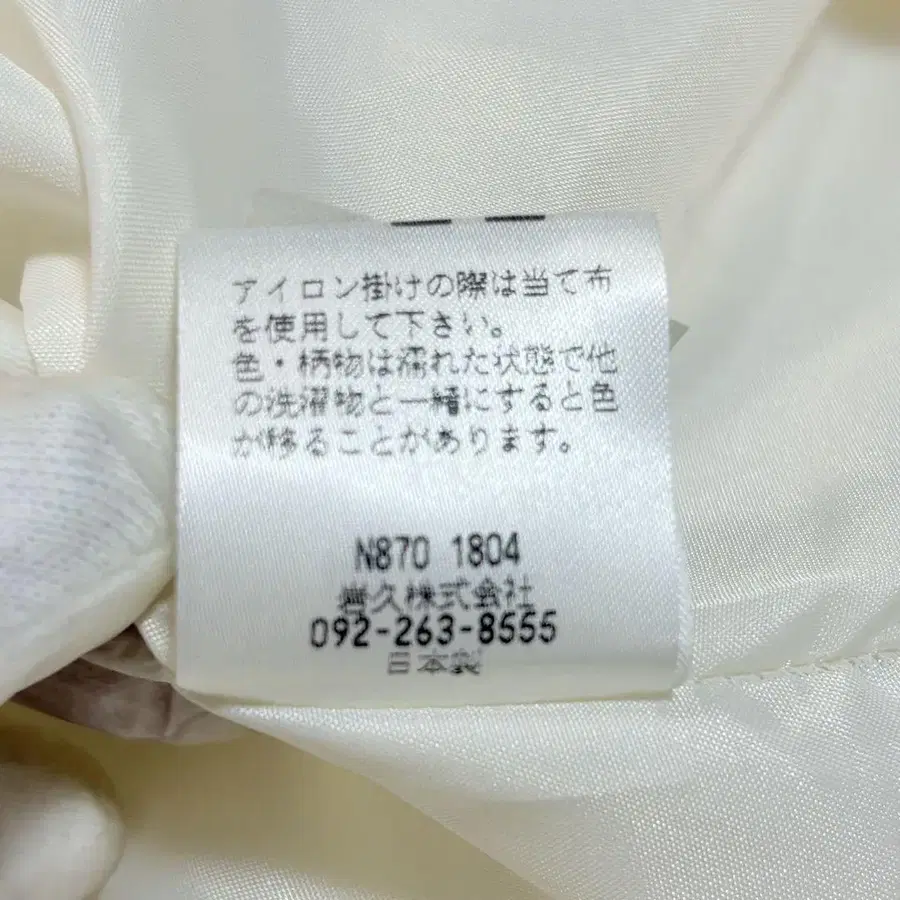 アイロン掛けの際は当て布
を使用して下さい。
色・柄物は濡れた状態で他
の洗濯物と一緒にすると色
が移ることがあります。
N870 1804
岩久株式会社
092-263-8555
日本製